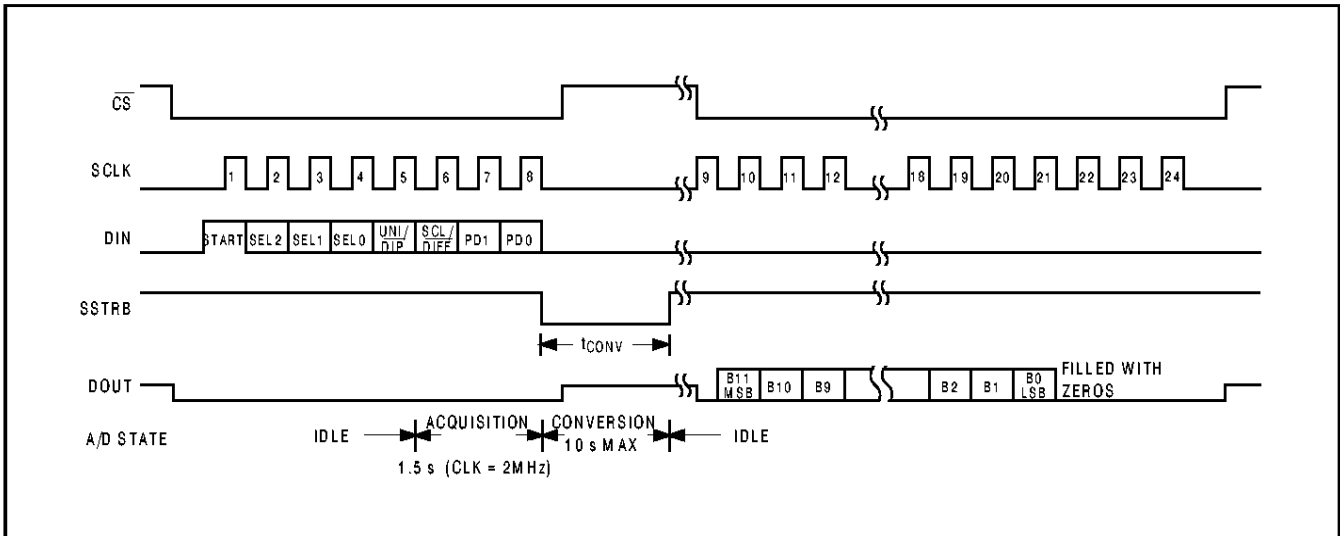 CS
SCLK 1 2 3 4 5 6 7 8 9 10 11 12 18 19 20 21 22 23 24
DIN START SEL2 SEL1 SEL0 UNI/DIP SCL/DIFF PD1 PD0
SSTRB
tCONV
DOUT B11 MSB B10 B9 B2 B1 B0 LSB FILLED WITH ZEROS
A/D STATE IDLE ACQUISITION CONVERSION 10 s MAX IDLE
1.5 s (CLK = 2MHz)